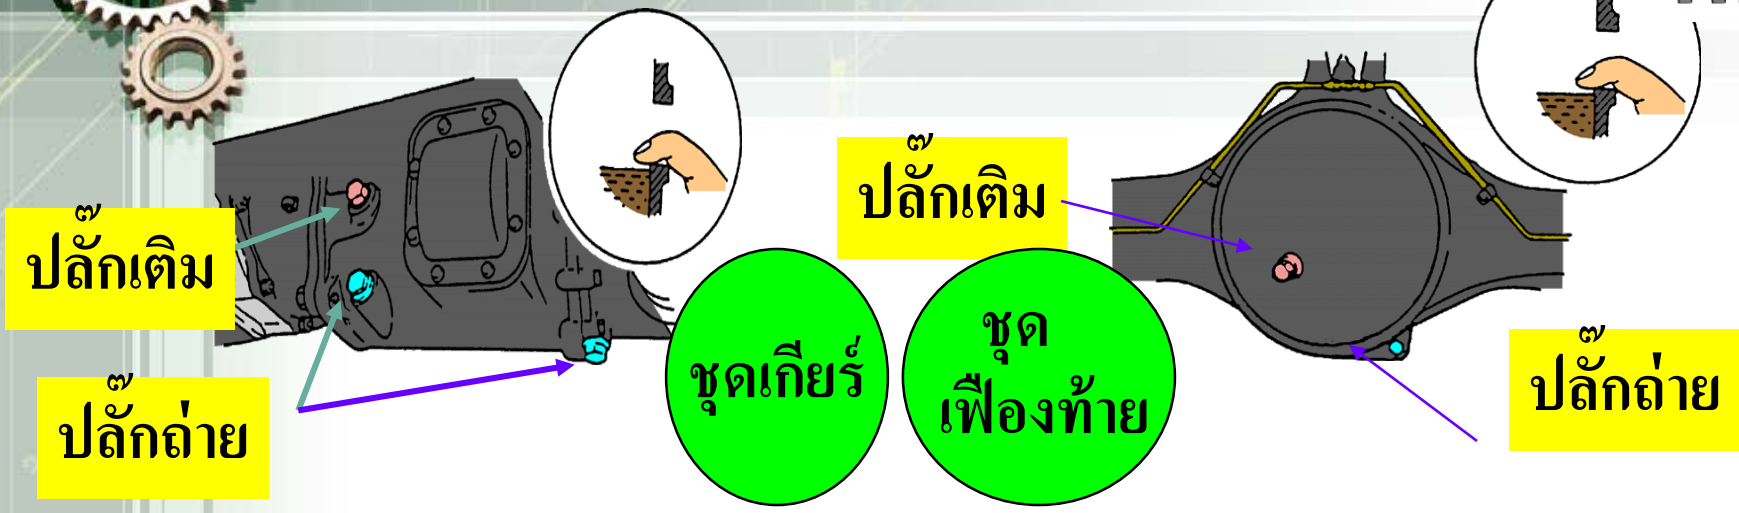 ปลั๊กเติม
ปลั๊กถ่าย
ชุดเกียร์
ปลั๊กเติม
ชุด
เฟืองท้าย
ปลั๊กถ่าย